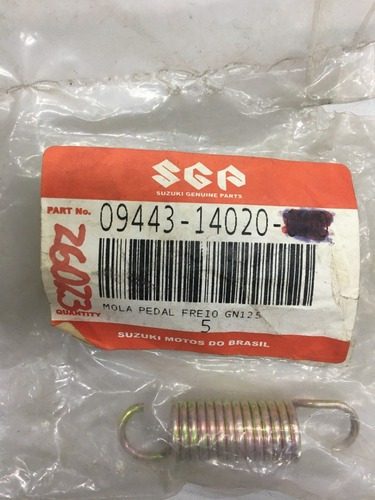 SGP
SUZUKI GENUINE PARTS
PART No.
09443-14020-
26023
MOLA PEDAL FREIO GN125
QUANTITY
5
SUZUKI MOTOS DO BRASIL